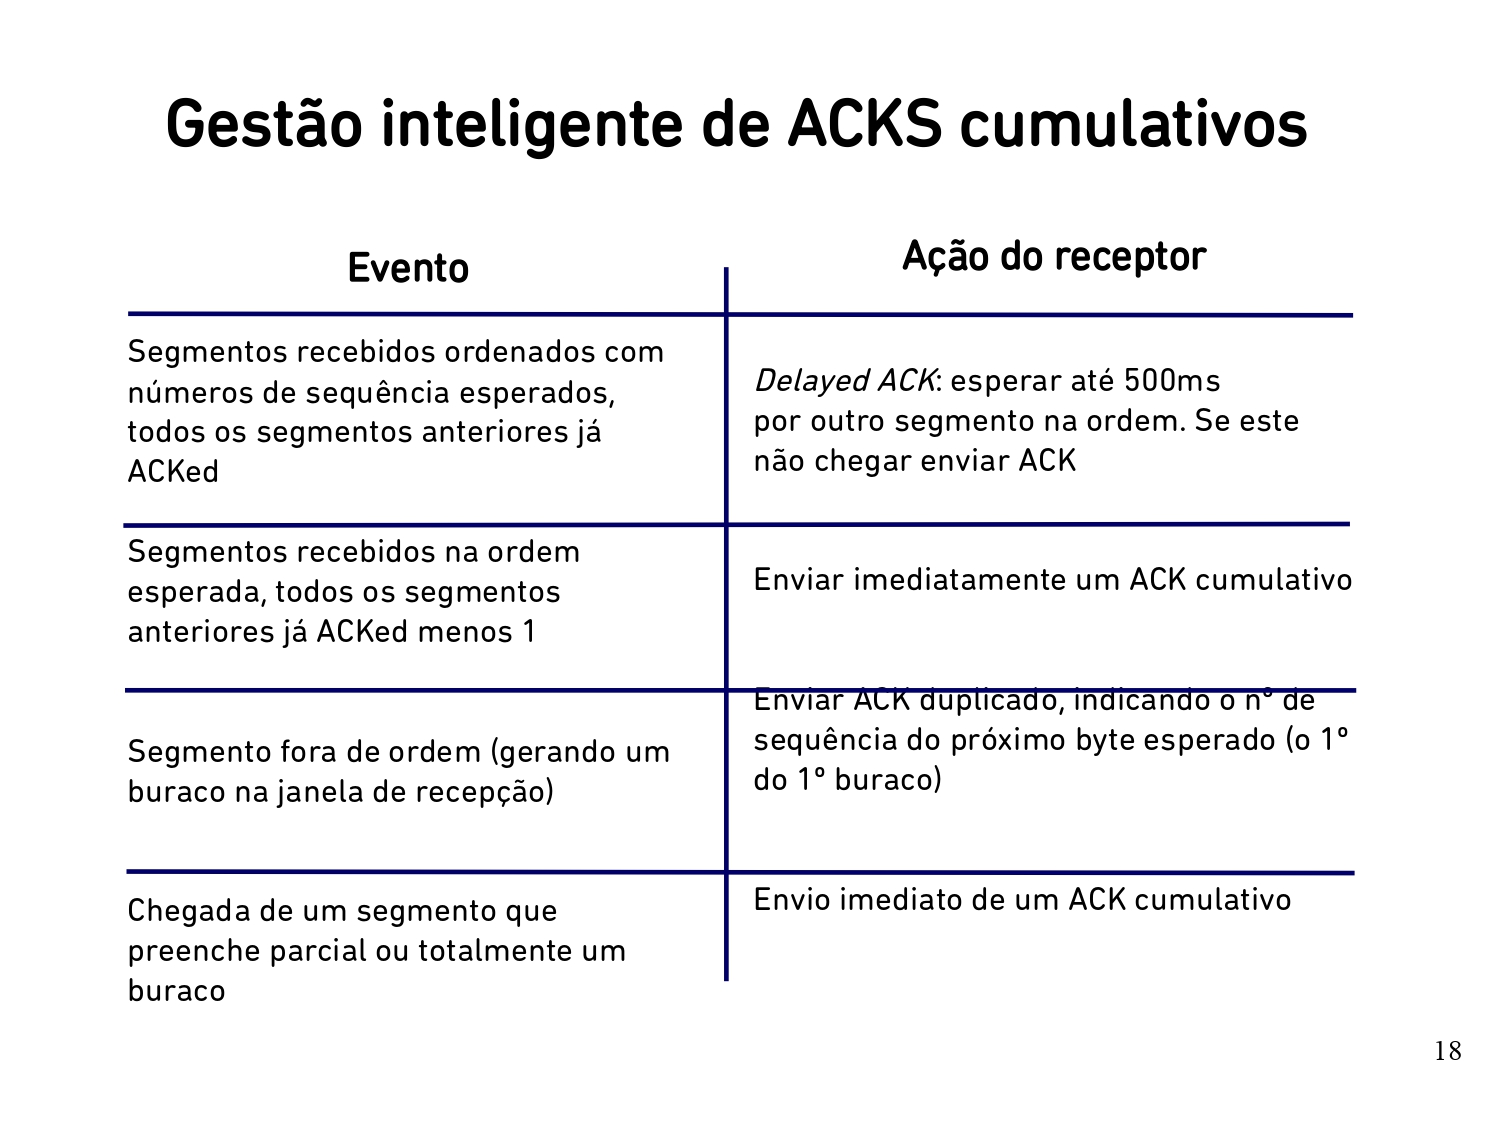 Gestão inteligente de ACKS cumulativos
Evento
Ação do receptor
Segmentos recebidos ordenados com
números de sequência esperados,
todos os segmentos anteriores já
ACKed
Delayed ACK: esperar até 500ms
por outro segmento na ordem. Se este
não chegar enviar ACK
Segmentos recebidos na ordem
esperada, todos os segmentos
anteriores já ACKed menos 1
Enviar imediatamente um ACK cumulativo
Segmento fora de ordem (gerando um
buraco na janela de recepção)
Enviar ACK duplicado, indicando o nº de
sequência do próximo byte esperado (o 1º
do 1º buraco)
Chegada de um segmento que
preenche parcial ou totalmente um
buraco
Envio imediato de um ACK cumulativo
18